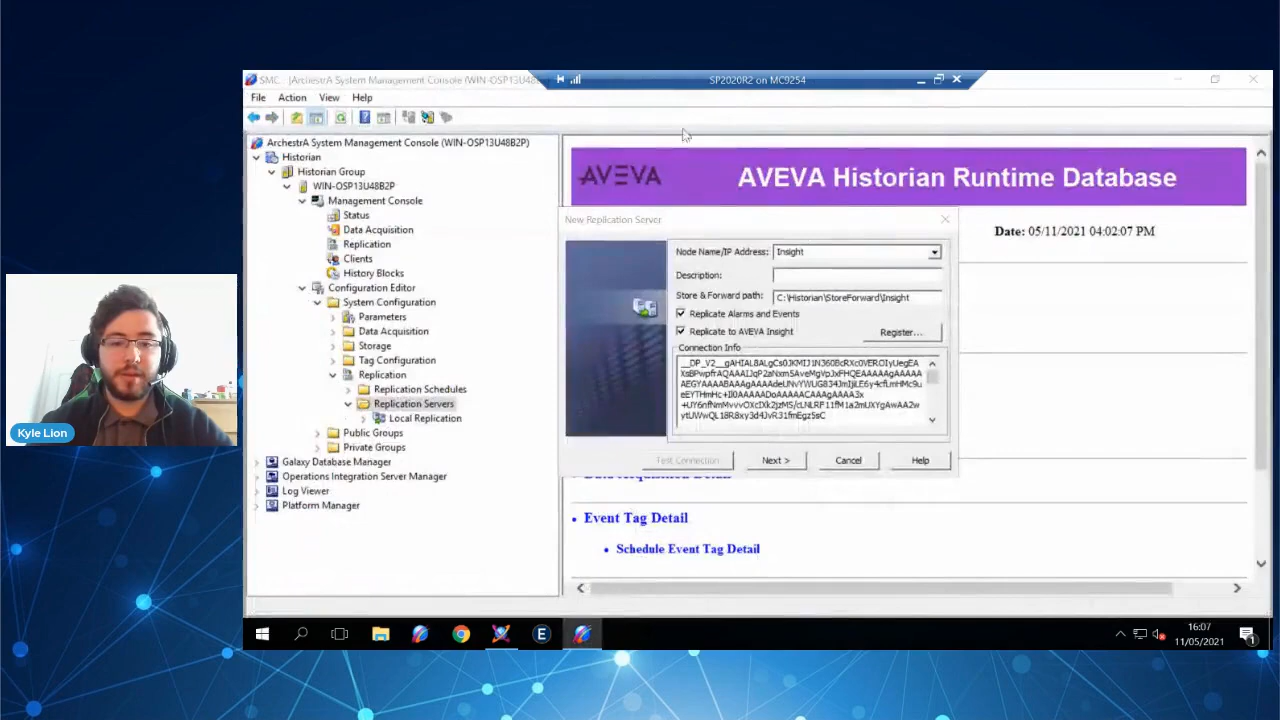 SMC - [ArchestrA System Management Console (WIN-OSP13U48
SP2020R2 on MC9254
File Action View Help
ArchestrA System Management Console (WIN-OSP13U48B2P)
Historian
Historian Group
WIN-OSP13U48B2P
Management Console
Status
Data Acquisition
Replication
Clients
History Blocks
Configuration Editor
System Configuration
Parameters
Data Acquisition
Storage
Tag Configuration
Replication
Replication Schedules
Replication Servers
Local Replication
Public Groups
Private Groups
Galaxy Database Manager
Operations Integration Server Manager
Log Viewer
Platform Manager
AVEVA
AVEVA Historian Runtime Database
Date: 05/11/2021 04:02:07 PM
New Replication Server
Node Name/IP Address: Insight
Description:
Store & Forward path: C:\Historian\StoreForward\Insight
Replicate Alarms and Events
Replicate to AVEVA Insight
Register...
Connection Info
Test Connection
Next >
Cancel
Help
Data Acquisition Detail
Event Tag Detail
Schedule Event Tag Detail
Kyle Lion
E
16:07
11/05/2021
1